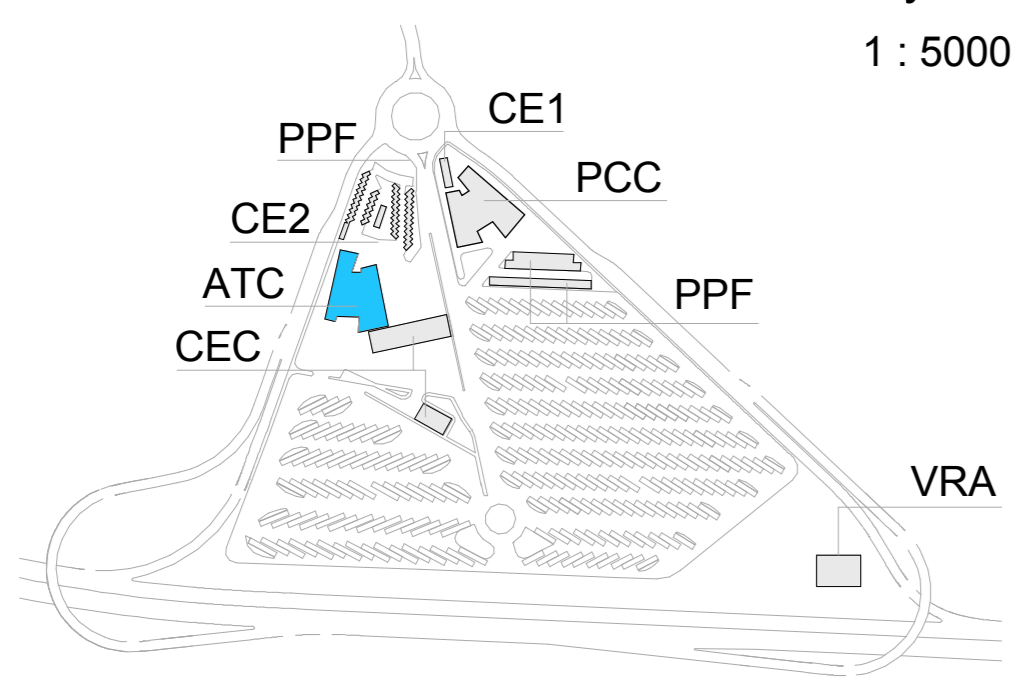 1 : 5000
CE1
PPF
PCC
CE2
ATC
PPF
CEC
VRA